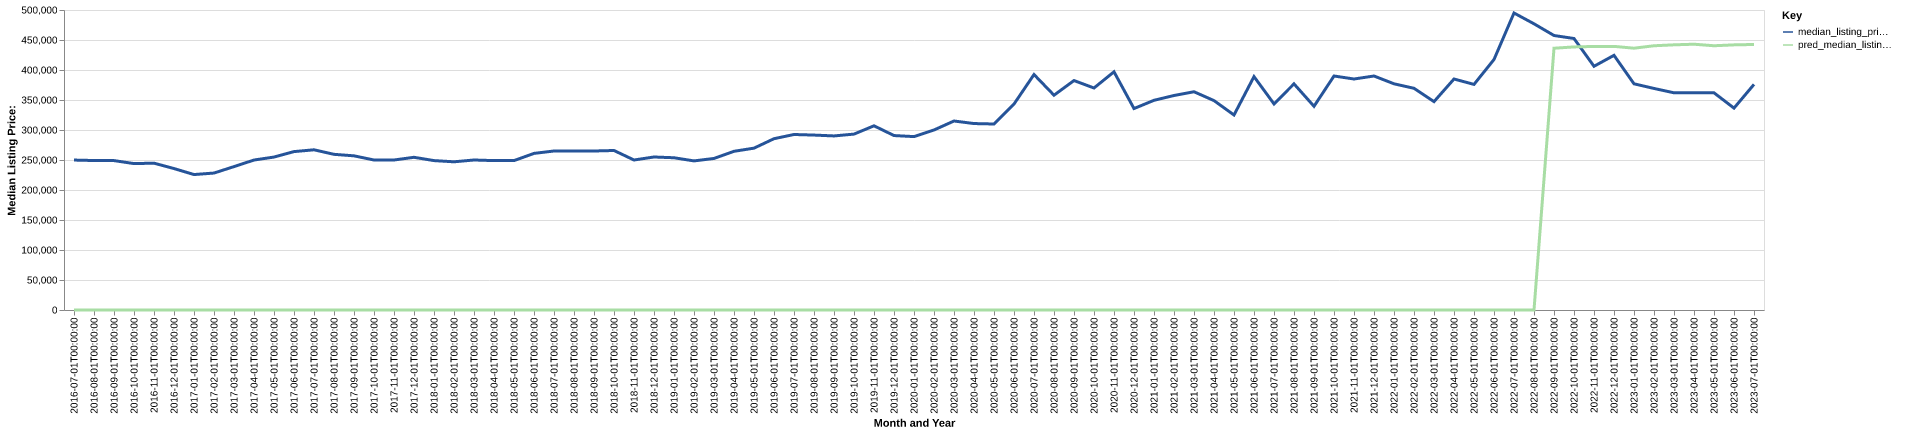 500,000
450,000
400,000
350,000
300,000
250,000
200,000
150,000
100,000
50,000
0
Median Listing Price:
2016-07-01T00:00:00
2016-08-01T00:00:00
2016-09-01T00:00:00
2016-10-01T00:00:00
2016-11-01T00:00:00
2016-12-01T00:00:00
2017-01-01T00:00:00
2017-02-01T00:00:00
2017-03-01T00:00:00
2017-04-01T00:00:00
2017-05-01T00:00:00
2017-06-01T00:00:00
2017-07-01T00:00:00
2017-08-01T00:00:00
2017-09-01T00:00:00
2017-10-01T00:00:00
2017-11-01T00:00:00
2017-12-01T00:00:00
2018-01-01T00:00:00
2018-02-01T00:00:00
2018-03-01T00:00:00
2018-04-01T00:00:00
2018-05-01T00:00:00
2018-06-01T00:00:00
2018-07-01T00:00:00
2018-08-01T00:00:00
2018-09-01T00:00:00
2018-10-01T00:00:00
2018-11-01T00:00:00
2018-12-01T00:00:00
2019-01-01T00:00:00
2019-02-01T00:00:00
2019-03-01T00:00:00
2019-04-01T00:00:00
2019-05-01T00:00:00
2019-06-01T00:00:00
2019-07-01T00:00:00
2019-08-01T00:00:00
2019-09-01T00:00:00
2019-10-01T00:00:00
2019-11-01T00:00:00
2019-12-01T00:00:00
2020-01-01T00:00:00
2020-02-01T00:00:00
2020-03-01T00:00:00
2020-04-01T00:00:00
2020-05-01T00:00:00
2020-06-01T00:00:00
2020-07-01T00:00:00
2020-08-01T00:00:00
2020-09-01T00:00:00
2020-10-01T00:00:00
2020-11-01T00:00:00
2020-12-01T00:00:00
2021-01-01T00:00:00
2021-02-01T00:00:00
2021-03-01T00:00:00
2021-04-01T00:00:00
2021-05-01T00:00:00
2021-06-01T00:00:00
2021-07-01T00:00:00
2021-08-01T00:00:00
2021-09-01T00:00:00
2021-10-01T00:00:00
2021-11-01T00:00:00
2021-12-01T00:00:00
2022-01-01T00:00:00
2022-02-01T00:00:00
2022-03-01T00:00:00
2022-04-01T00:00:00
2022-05-01T00:00:00
2022-06-01T00:00:00
2022-07-01T00:00:00
2022-08-01T00:00:00
2022-09-01T00:00:00
2022-10-01T00:00:00
2022-11-01T00:00:00
2022-12-01T00:00:00
2023-01-01T00:00:00
2023-02-01T00:00:00
2023-03-01T00:00:00
2023-04-01T00:00:00
2023-05-01T00:00:00
2023-06-01T00:00:00
2023-07-01T00:00:00
Month and Year
Key
median_listing_pri…
pred_median_listin…